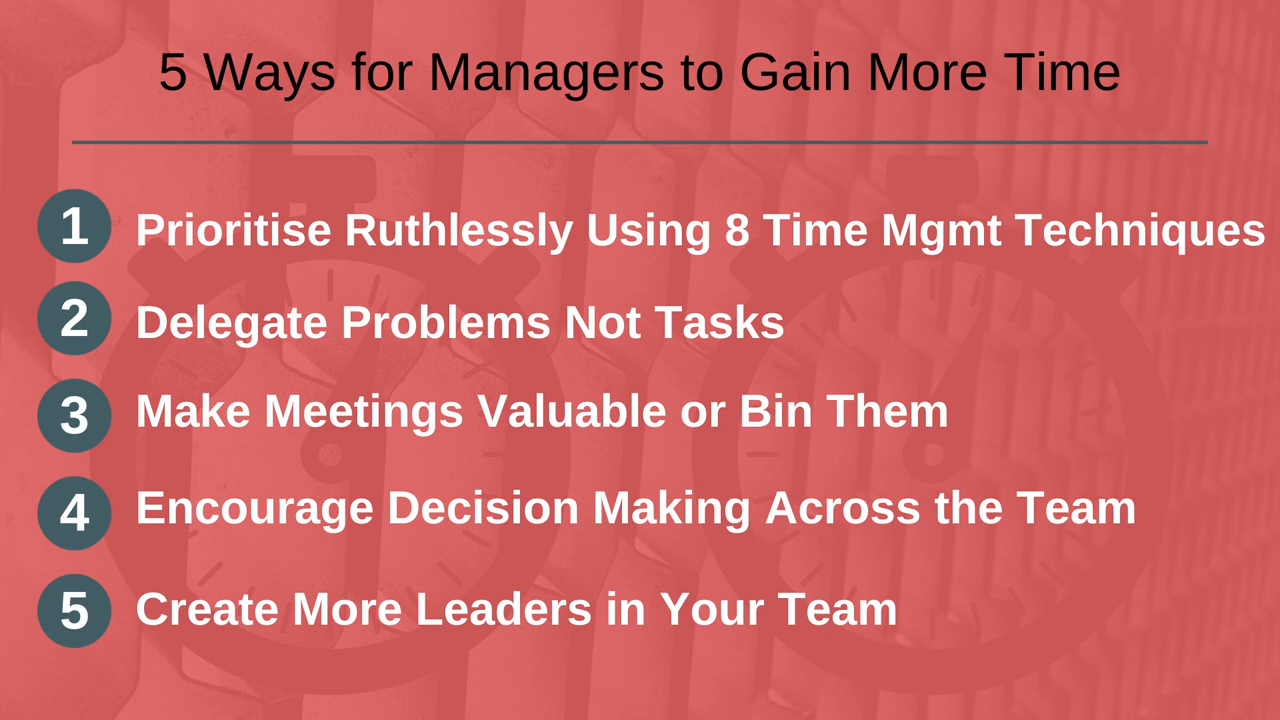 5 Ways for Managers to Gain More Time
1 Prioritise Ruthlessly Using 8 Time Mgmt Techniques
2 Delegate Problems Not Tasks
3 Make Meetings Valuable or Bin Them
4 Encourage Decision Making Across the Team
5 Create More Leaders in Your Team